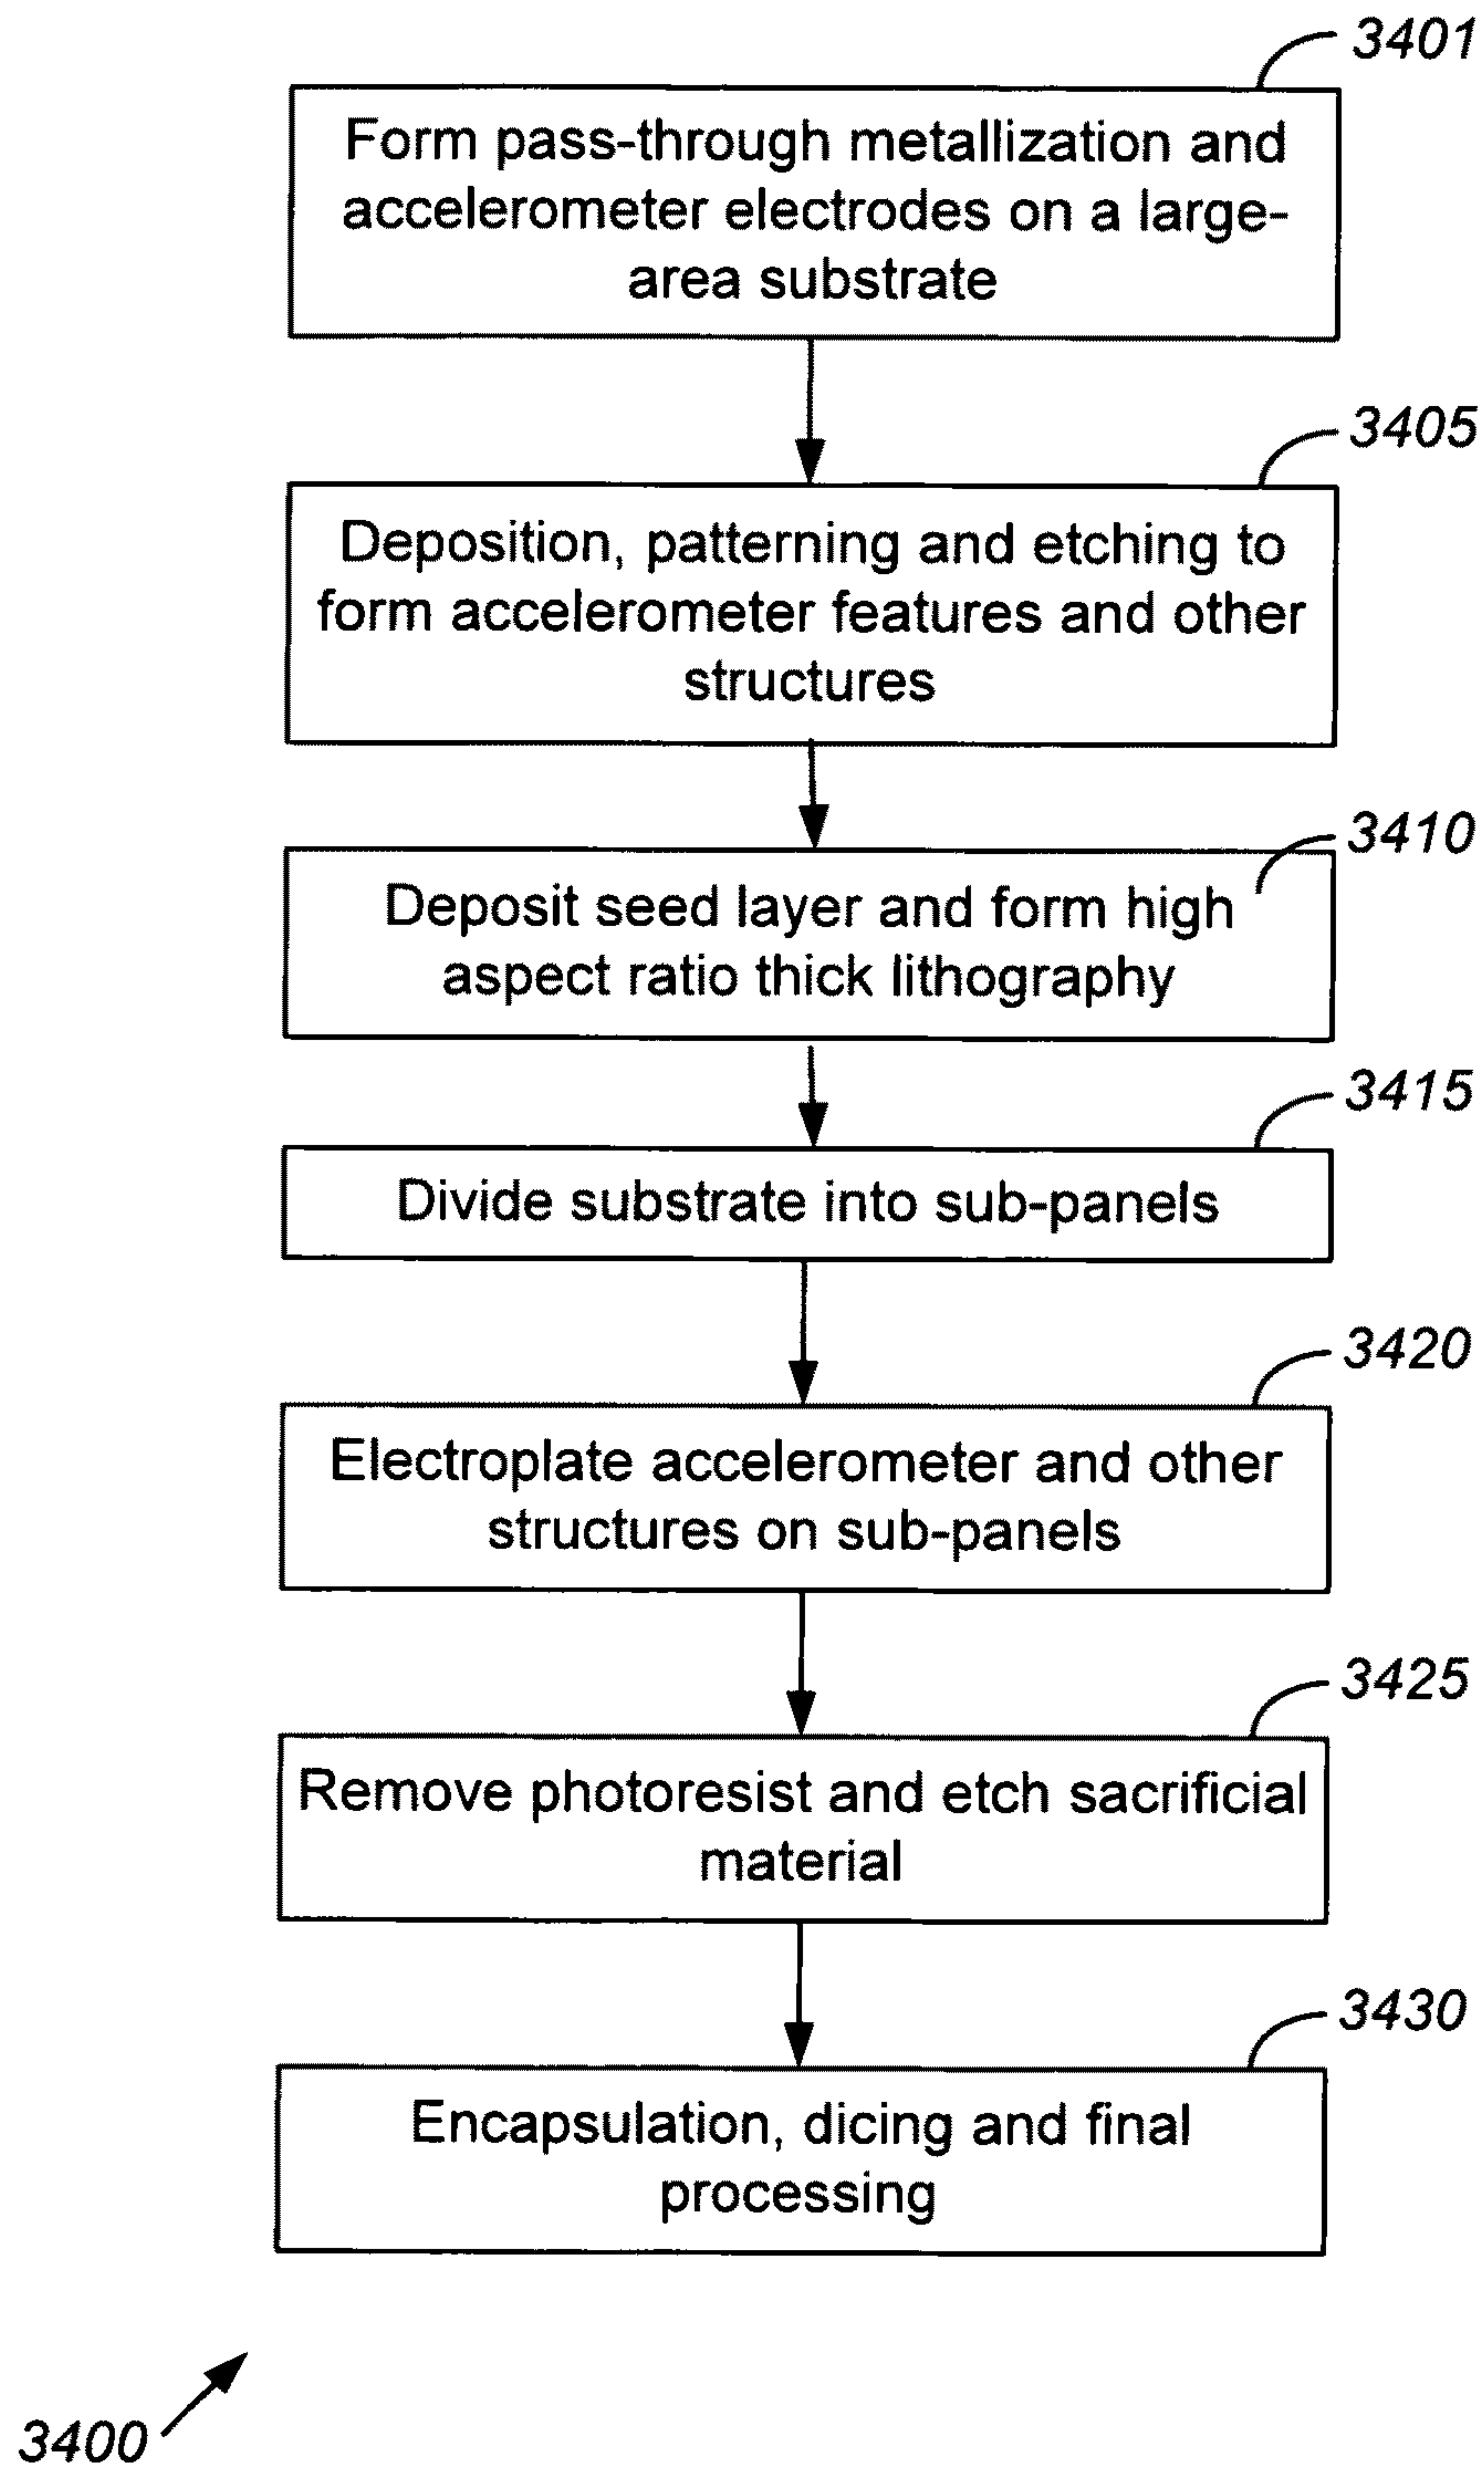 3401
Form pass-through metallization and
accelerometer electrodes on a large-
area substrate
3405
Deposition, patterning and etching to
form accelerometer features and other
structures
3410
Deposit seed layer and form high
aspect ratio thick lithography
3415
Divide substrate into sub-panels
3420
Electroplate accelerometer and other
structures on sub-panels
3425
Remove photoresist and etch sacrificial
material
3430
Encapsulation, dicing and final
processing
3400